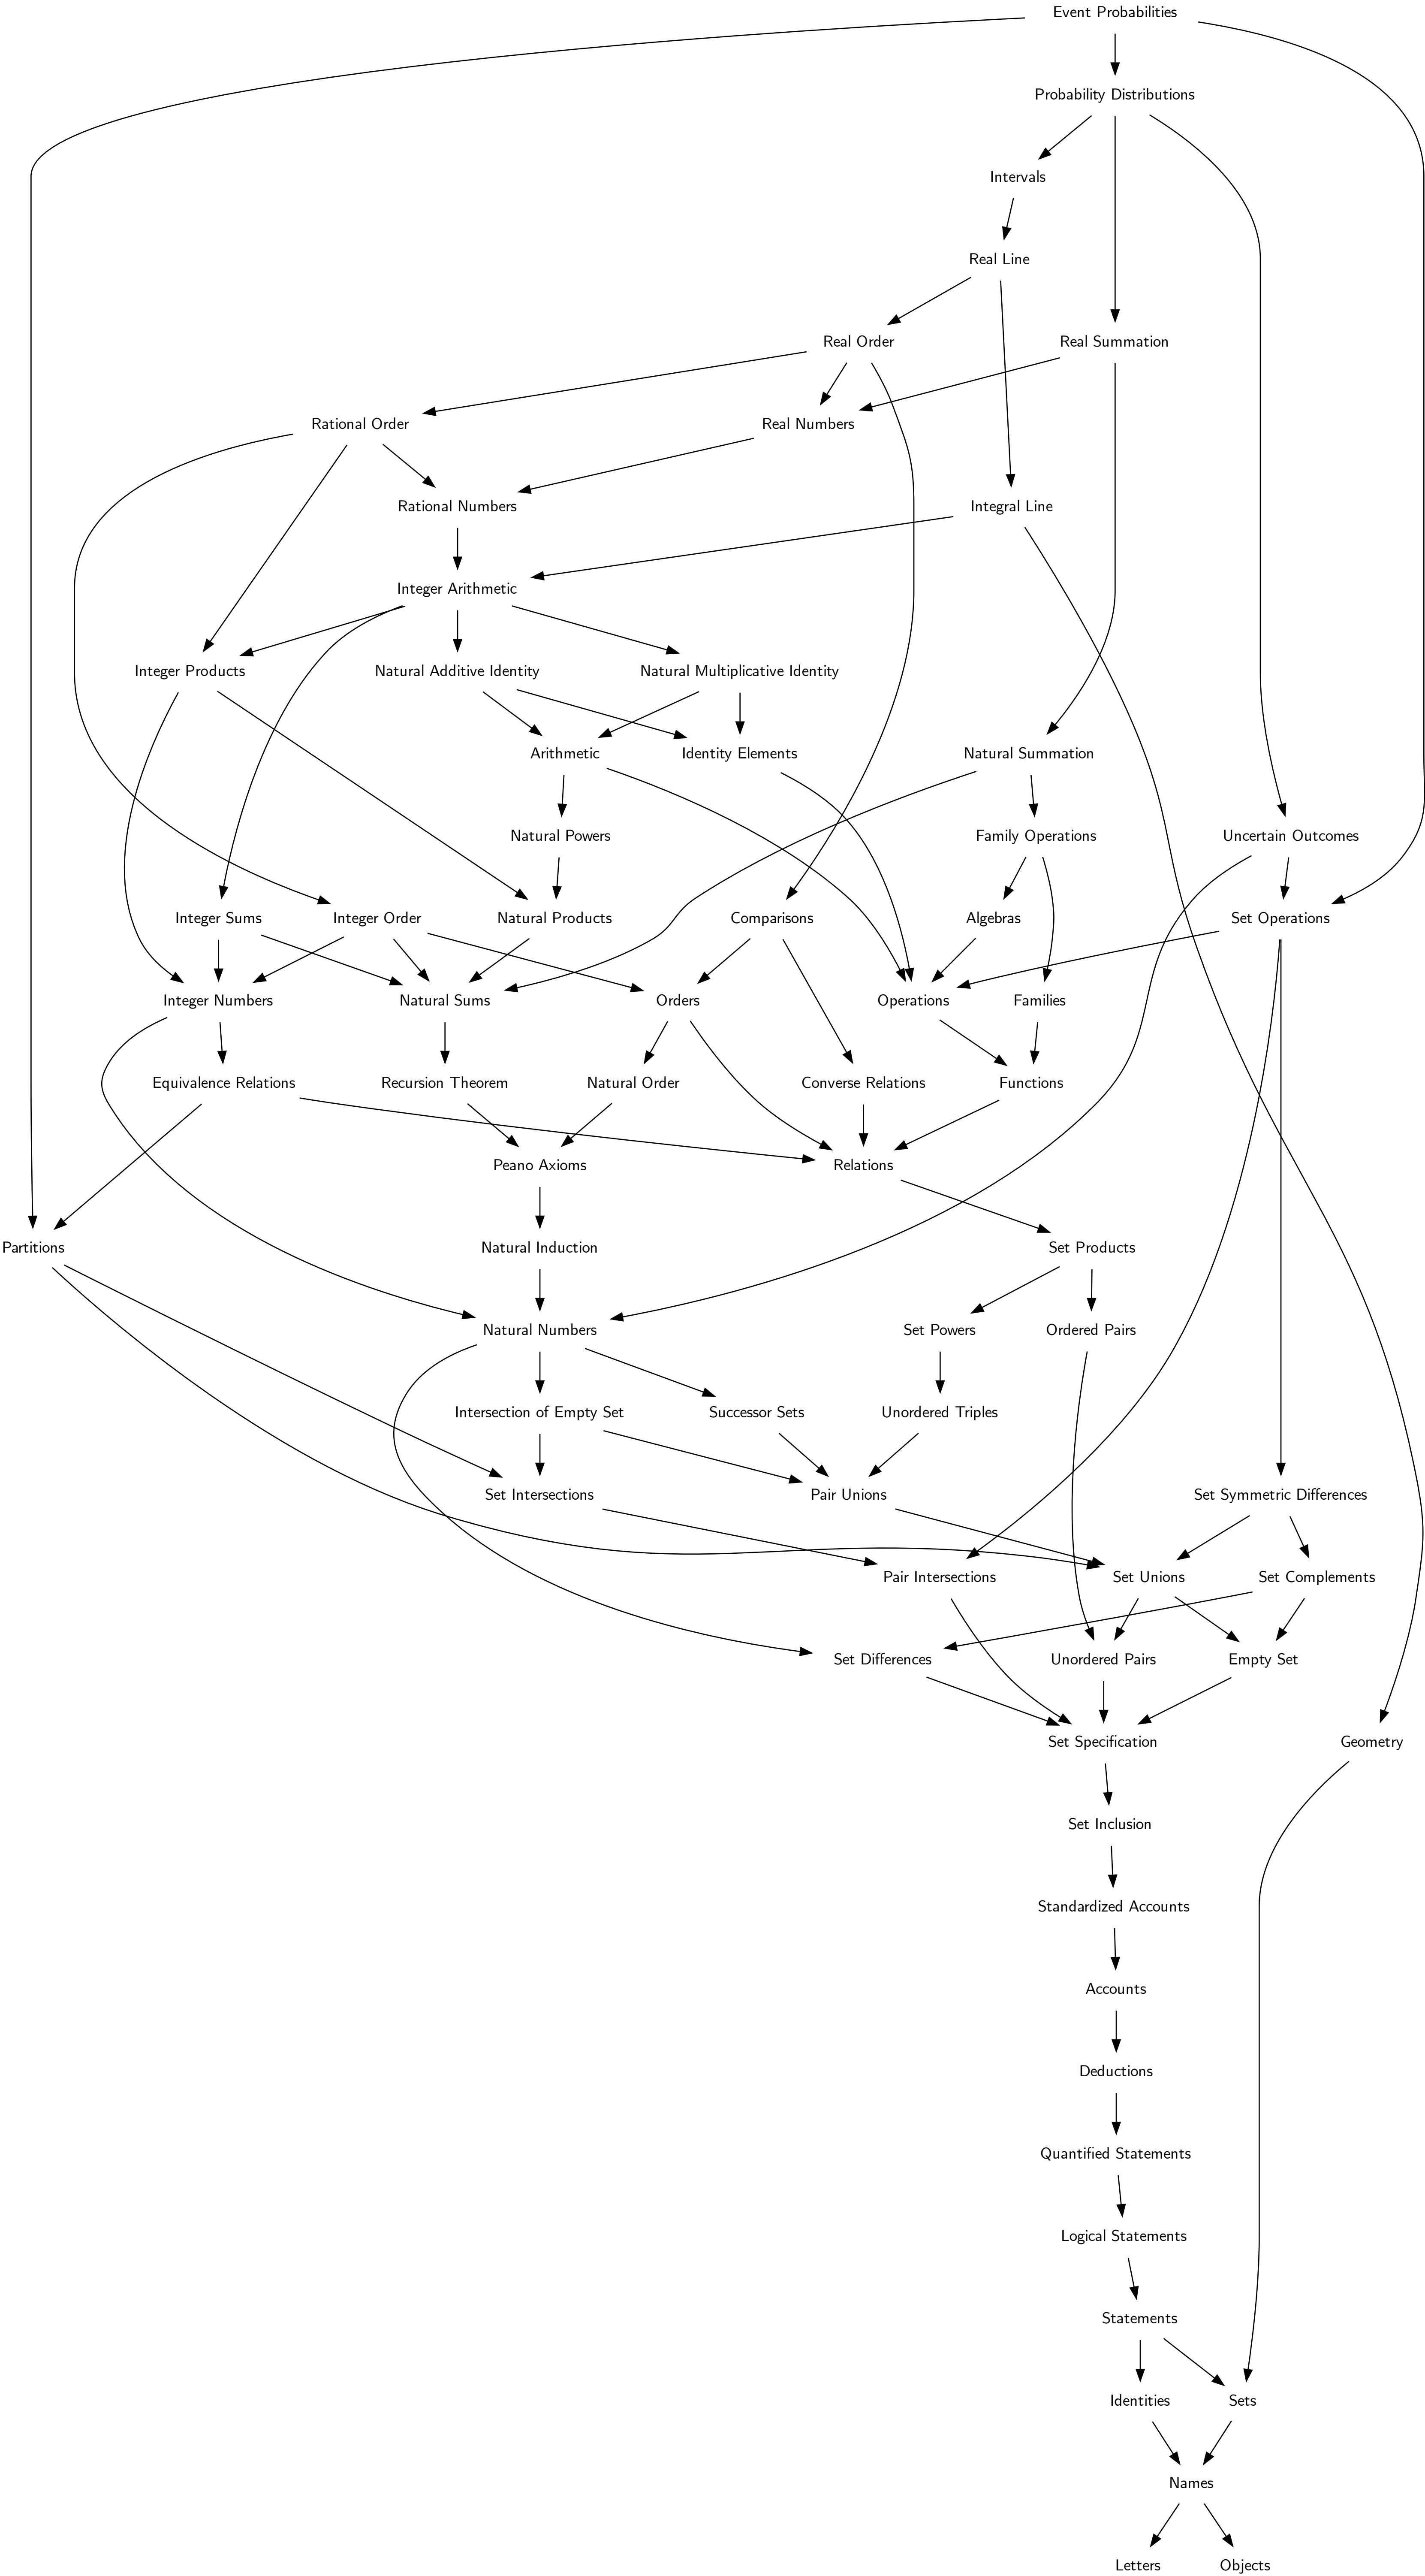 Event Probabilities
Probability Distributions
Intervals
Real Line
Real Order
Real Summation
Rational Order
Real Numbers
Rational Numbers
Integral Line
Integer Arithmetic
Integer Products
Natural Additive Identity
Natural Multiplicative Identity
Arithmetic
Identity Elements
Natural Summation
Natural Powers
Family Operations
Uncertain Outcomes
Integer Sums
Integer Order
Natural Products
Comparisons
Algebras
Set Operations
Integer Numbers
Natural Sums
Orders
Operations
Families
Equivalence Relations
Recursion Theorem
Natural Order
Converse Relations
Functions
Peano Axioms
Relations
Partitions
Natural Induction
Set Products
Natural Numbers
Set Powers
Ordered Pairs
Intersection of Empty Set
Successor Sets
Unordered Triples
Set Intersections
Pair Unions
Set Symmetric Differences
Pair Intersections
Set Unions
Set Complements
Set Differences
Unordered Pairs
Empty Set
Set Specification
Geometry
Set Inclusion
Standardized Accounts
Accounts
Deductions
Quantified Statements
Logical Statements
Statements
Identities
Sets
Names
Letters
Objects